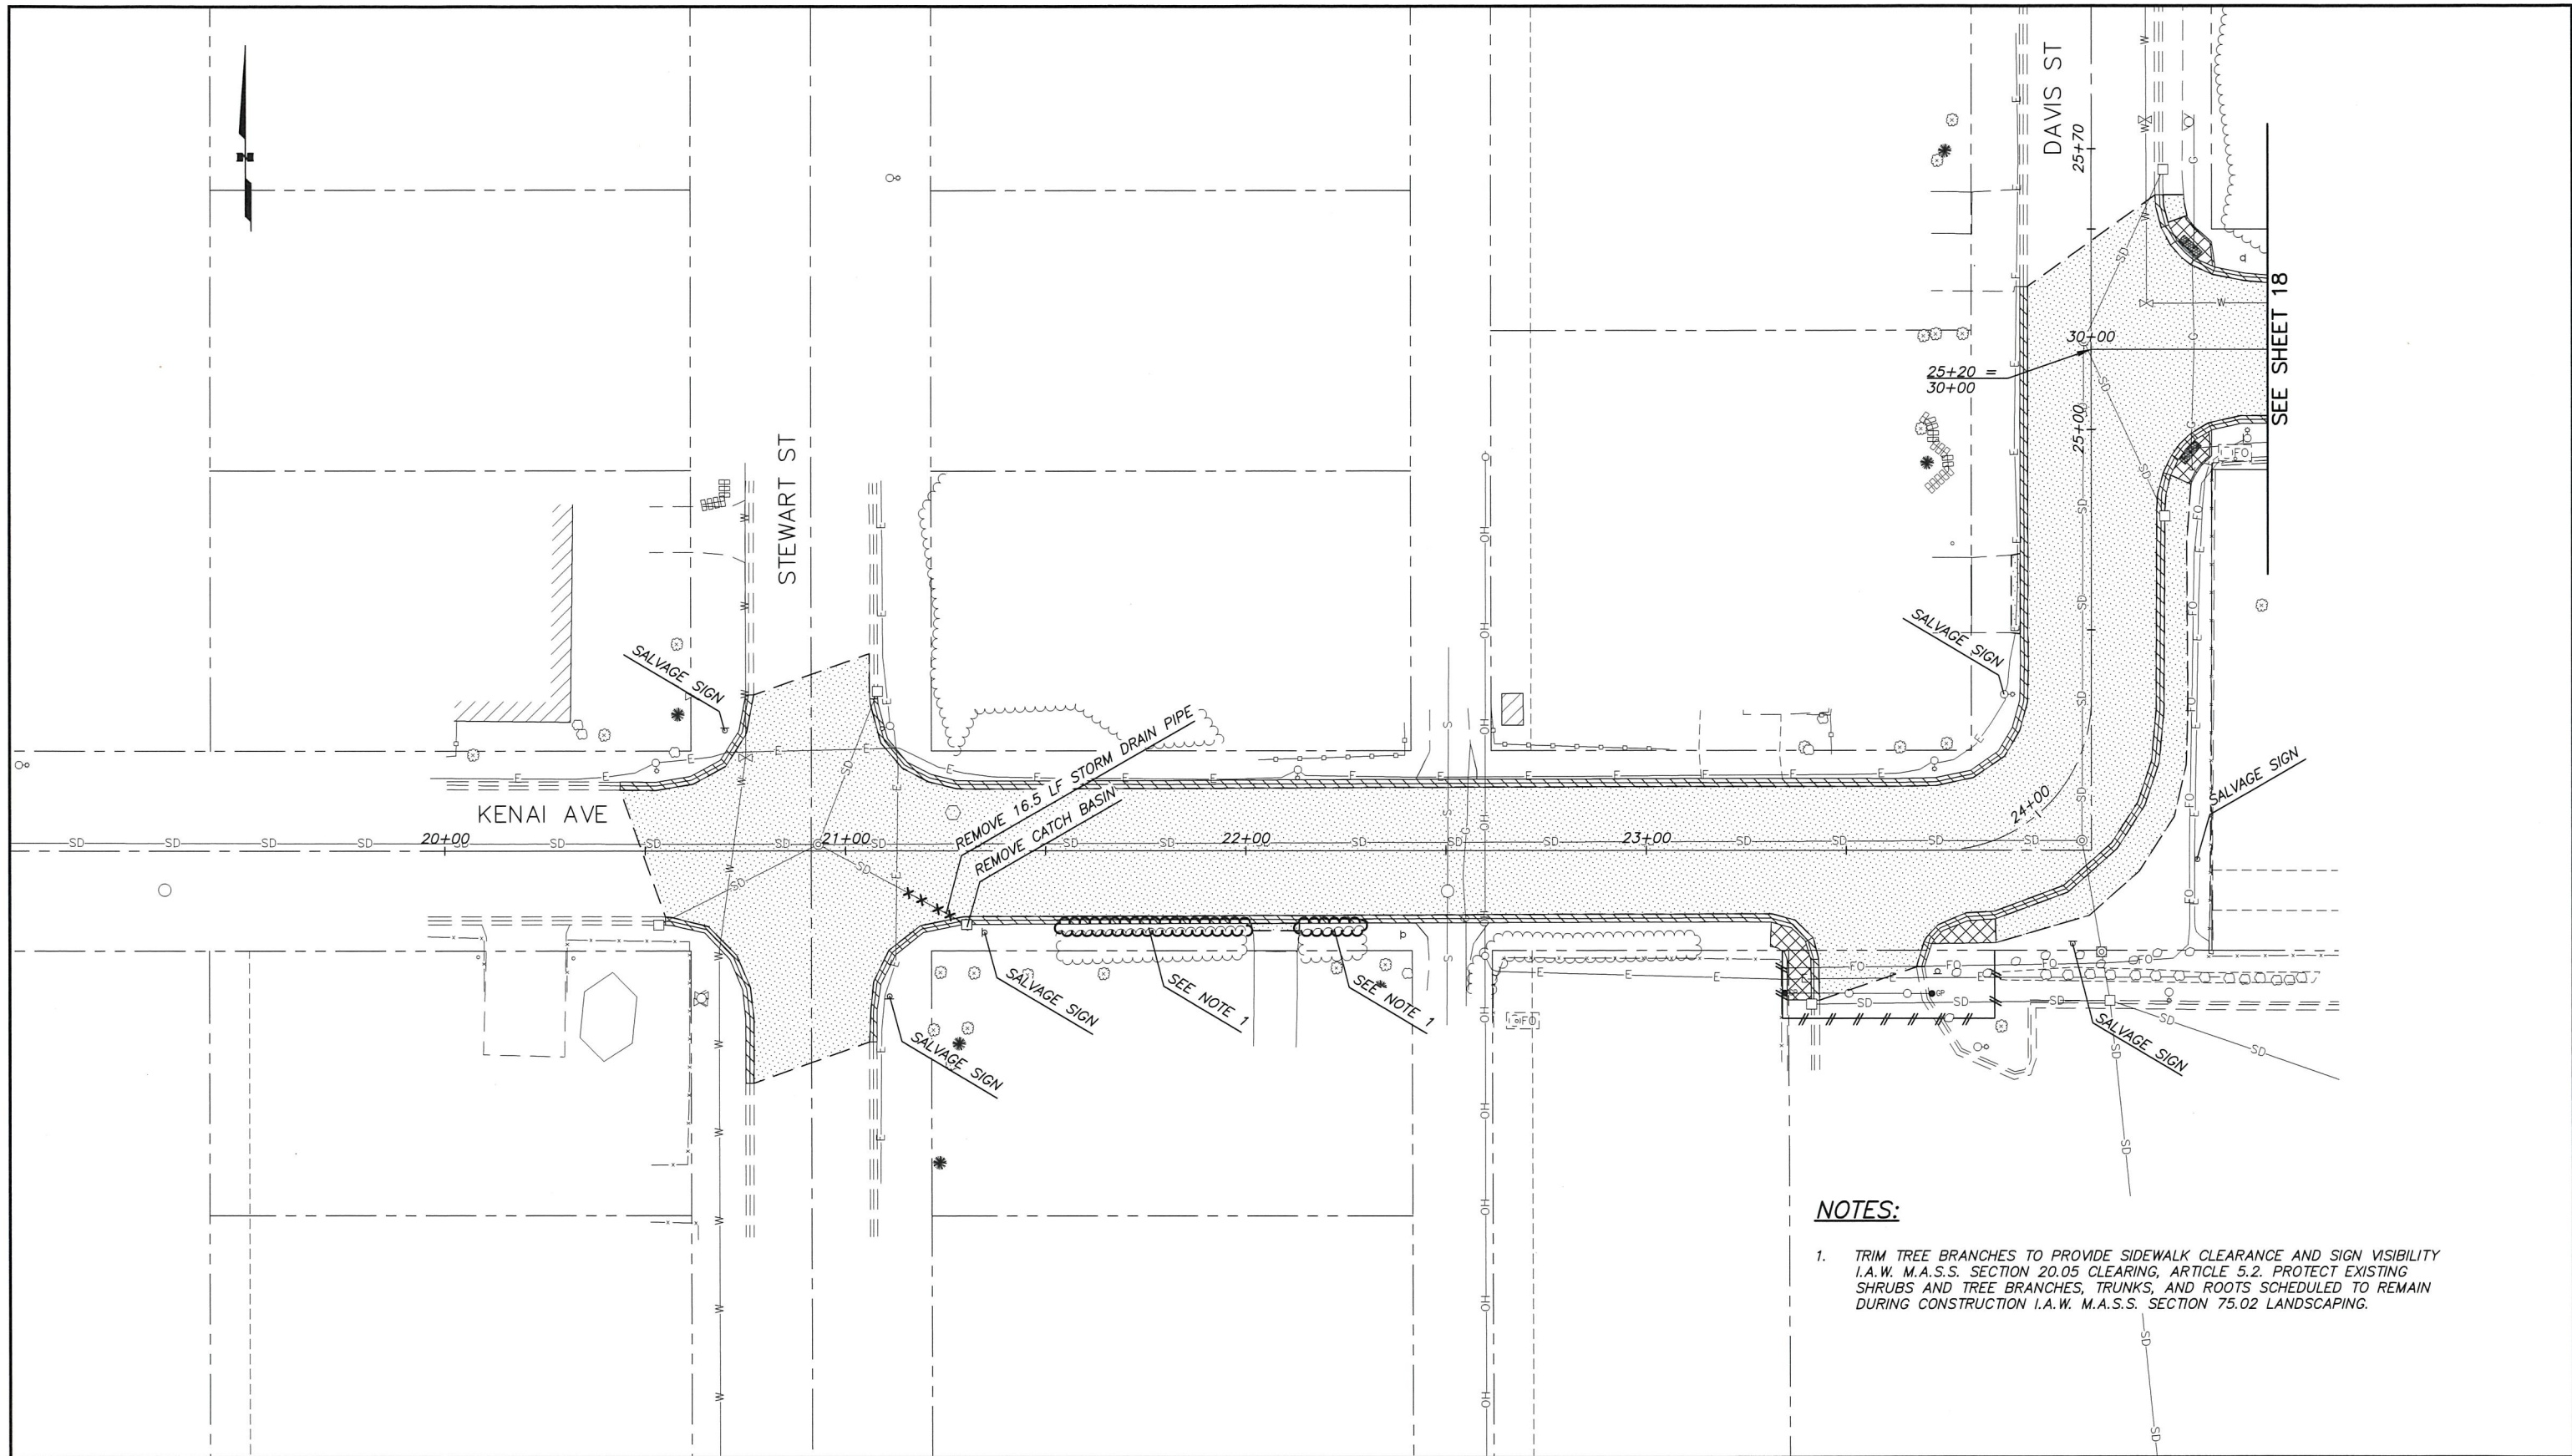 N
DAVIS ST
25+70
STEWART ST
SEE SHEET 18
30+00
25+20 =
30+00
25+00
SALVAGE SIGN
SALVAGE SIGN
SALVAGE SIGN
REMOVE 16.5 LF STORM DRAIN PIPE
REMOVE CATCH BASIN
KENAI AVE
20+00
21+00
22+00
23+00
24+00
SALVAGE SIGN
SEE NOTE 1
SEE NOTE 1
SALVAGE SIGN
SALVAGE SIGN
SD
W
E
G
S
HO
FO
GP
NOTES:
1. TRIM TREE BRANCHES TO PROVIDE SIDEWALK CLEARANCE AND SIGN VISIBILITY
I.A.W. M.A.S.S. SECTION 20.05 CLEARING, ARTICLE 5.2. PROTECT EXISTING
SHRUBS AND TREE BRANCHES, TRUNKS, AND ROOTS SCHEDULED TO REMAIN
DURING CONSTRUCTION I.A.W. M.A.S.S. SECTION 75.02 LANDSCAPING.